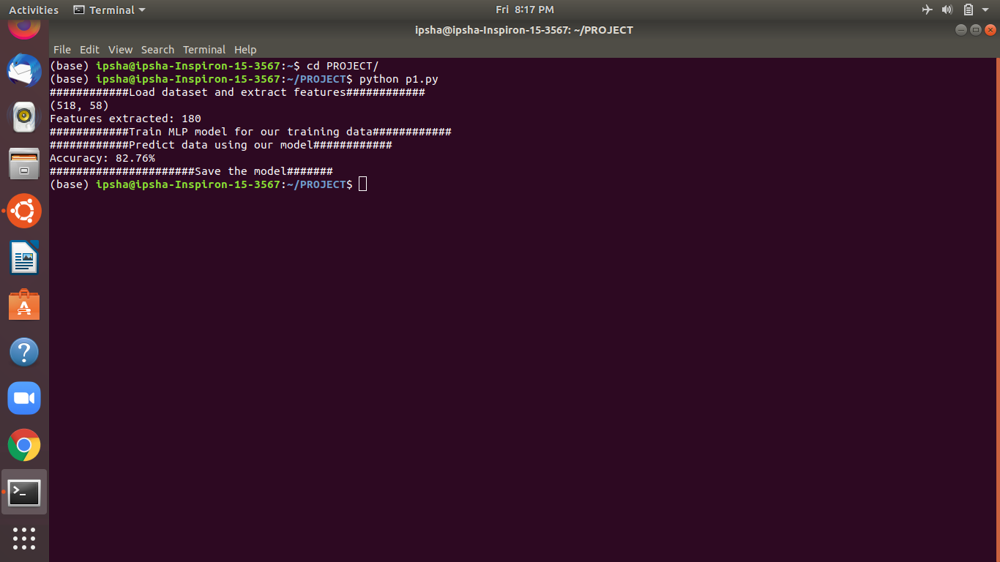 Activities Terminal Fri 8:17 PM
ipsha@ipsha-Inspiron-15-3567: ~/PROJECT
File Edit View Search Terminal Help
(base) ipsha@ipsha-Inspiron-15-3567:~$ cd PROJECT/
(base) ipsha@ipsha-Inspiron-15-3567:~/PROJECT$ python p1.py
############Load dataset and extract features############
(518, 58)
Features extracted: 180
############Train MLP model for our training data############
############Predict data using our model############
Accuracy: 82.76%
######################Save the model#######
(base) ipsha@ipsha-Inspiron-15-3567:~/PROJECT$